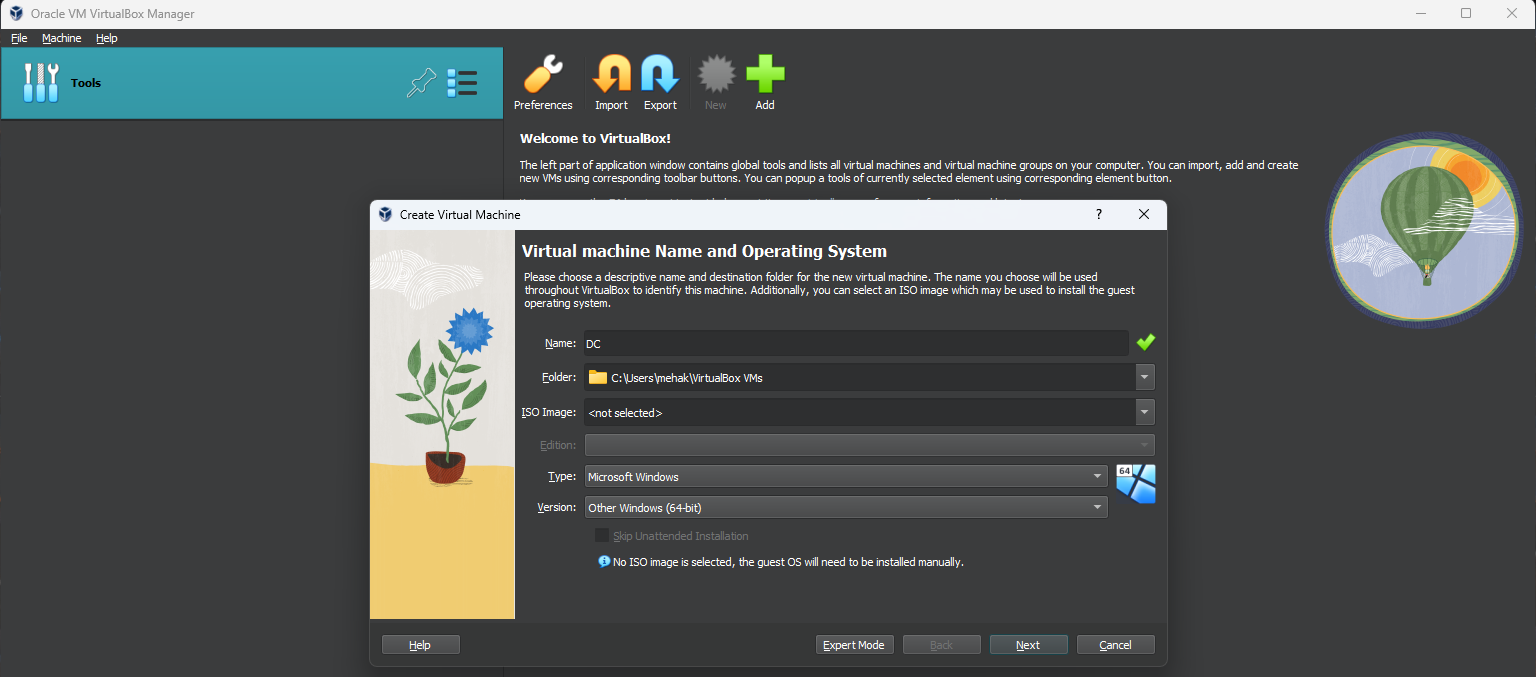 Oracle VM VirtualBox Manager
File Machine Help
Tools
Preferences Import Export New Add
Welcome to VirtualBox!
The left part of application window contains global tools and lists all virtual machines and virtual machine groups on your computer. You can import, add and create
new VMs using corresponding toolbar buttons. You can popup a tools of currently selected element using corresponding element button.
Create Virtual Machine ?
Virtual machine Name and Operating System
Please choose a descriptive name and destination folder for the new virtual machine. The name you choose will be used
throughout VirtualBox to identify this machine. Additionally, you can select an ISO image which may be used to install the guest
operating system.
Name: DC
Folder: C:\Users\mehak\VirtualBox VMs
ISO Image: <not selected>
Edition:
Type: Microsoft Windows
64
Version: Other Windows (64-bit)
Skip Unattended Installation
No ISO image is selected, the guest OS will need to be installed manually.
Help Expert Mode Back Next Cancel